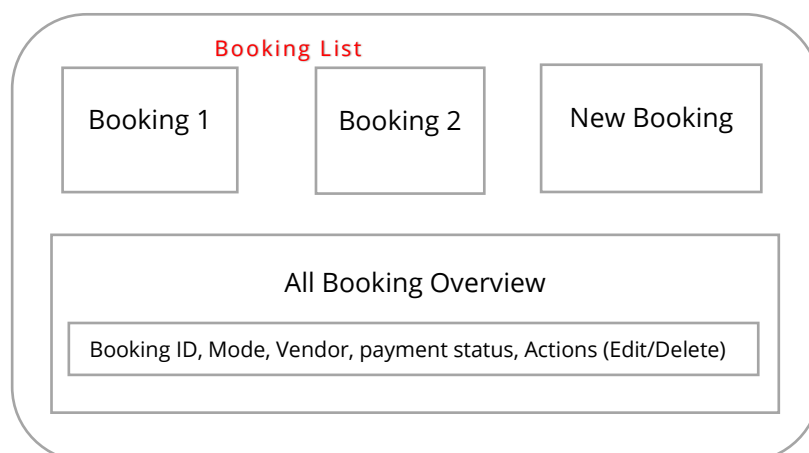 Booking List
Booking 1
Booking 2
New Booking
All Booking Overview
Booking ID, Mode, Vendor, payment status, Actions (Edit/Delete)